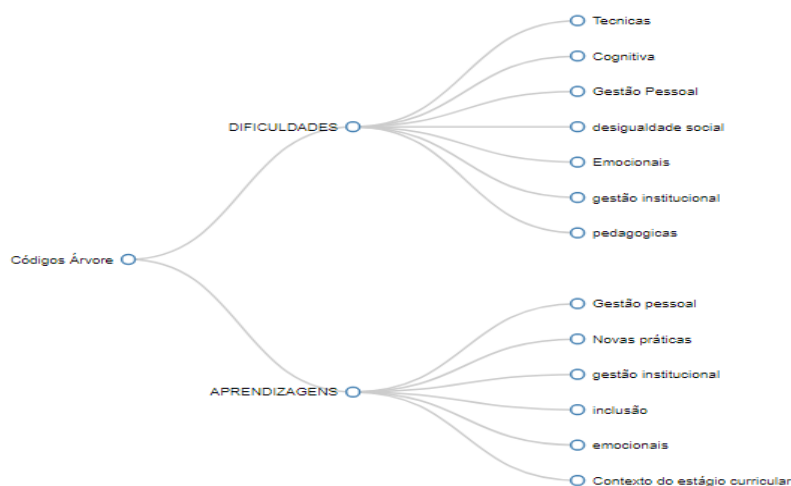 Códigos Árvore
DIFICULDADES
Tecnicas
Cognitiva
Gestão Pessoal
desigualdade social
Emocionais
gestão institucional
pedagogicas
APRENDIZAGENS
Gestão pessoal
Novas práticas
gestão institucional
inclusão
emocionais
Contexto do estágio curricular